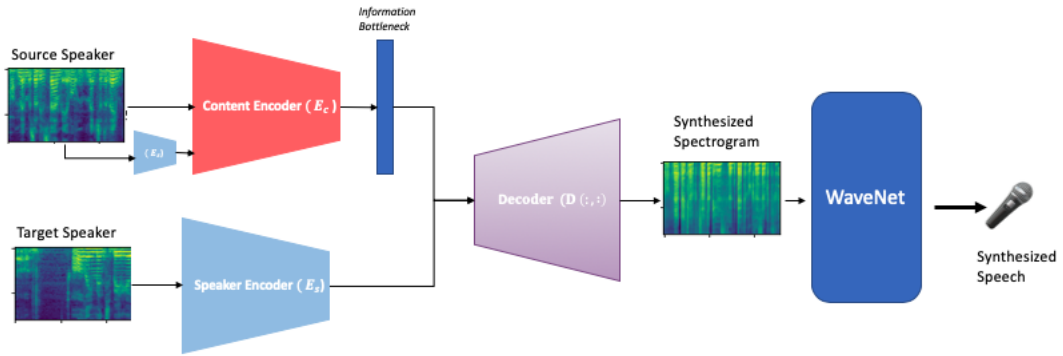 Information
Bottleneck
Source Speaker
Content Encoder ( E_c )
( E_s )
Synthesized
Spectrogram
Decoder (D (:,:)
WaveNet
Target Speaker
Speaker Encoder ( E_s)
Synthesized
Speech